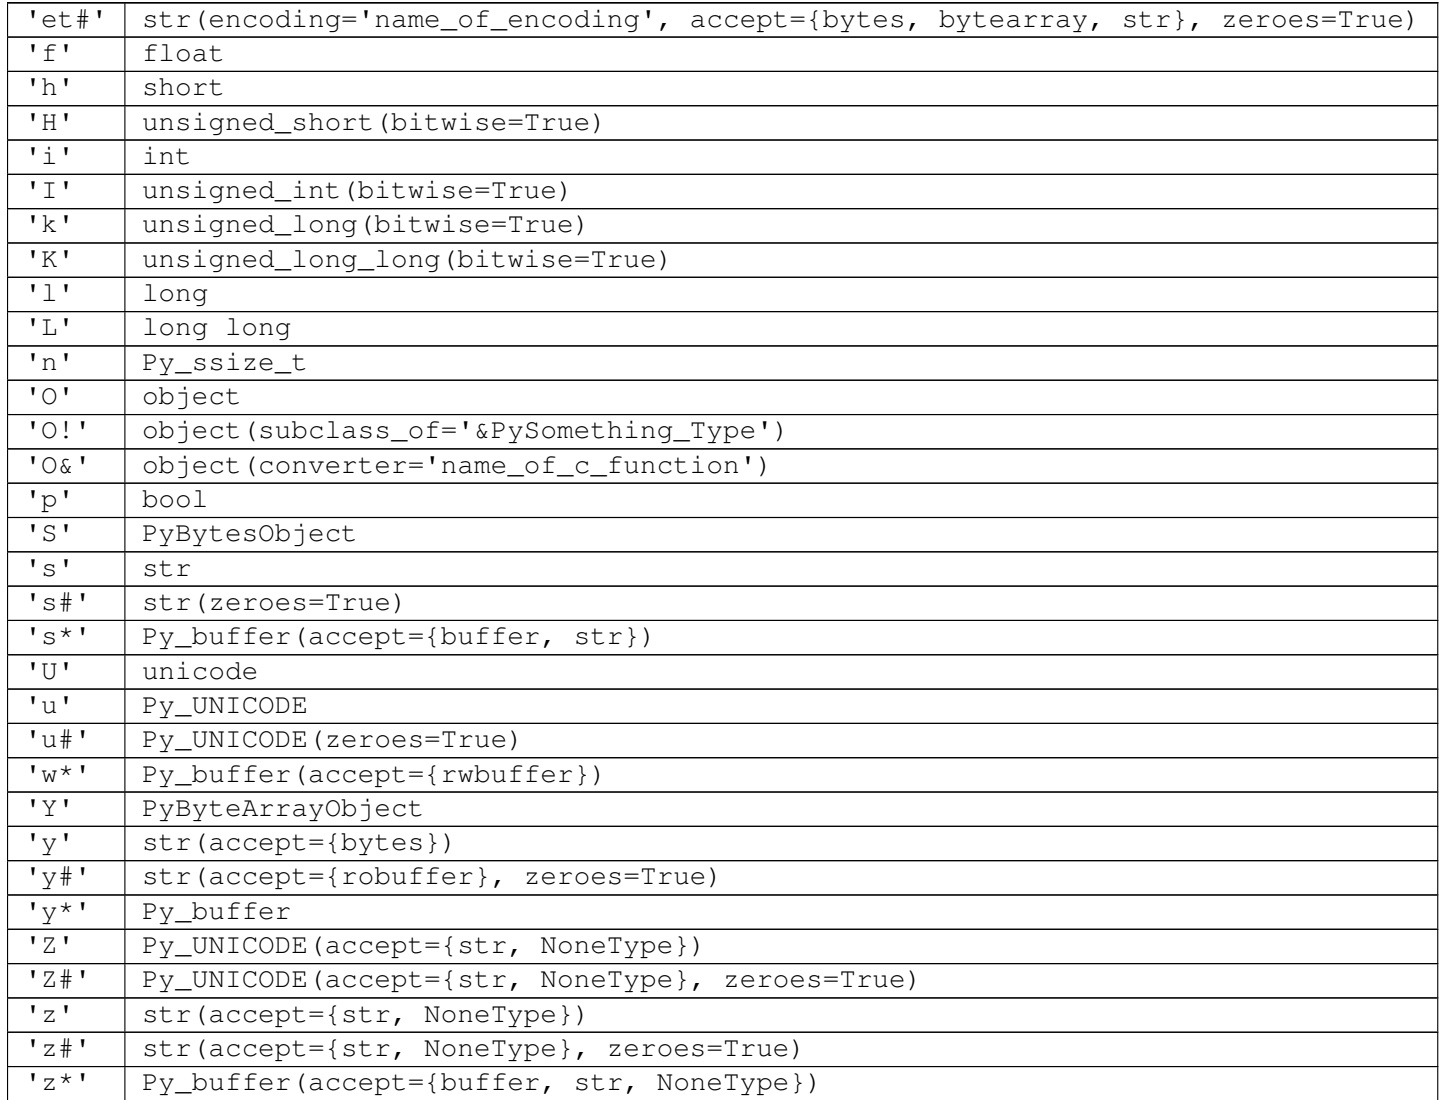 'et#' str(encoding='name_of_encoding', accept={bytes, bytearray, str}, zeroes=True)
'f' float
'h' short
'H' unsigned_short(bitwise=True)
'i' int
'I' unsigned_int(bitwise=True)
'k' unsigned_long(bitwise=True)
'K' unsigned_long_long(bitwise=True)
'l' long
'L' long long
'n' Py_ssize_t
'O' object
'O!' object(subclass_of='&PySomething_Type')
'O&' object(converter='name_of_c_function')
'p' bool
'S' PyBytesObject
's' str
's#' str(zeroes=True)
's*' Py_buffer(accept={buffer, str})
'U' unicode
'u' Py_UNICODE
'u#' Py_UNICODE(zeroes=True)
'w*' Py_buffer(accept={rwbuffer})
'Y' PyByteArrayObject
'y' str(accept={bytes})
'y#' str(accept={robuffer}, zeroes=True)
'y*' Py_buffer
'Z' Py_UNICODE(accept={str, NoneType})
'Z#' Py_UNICODE(accept={str, NoneType}, zeroes=True)
'z' str(accept={str, NoneType})
'z#' str(accept={str, NoneType}, zeroes=True)
'z*' Py_buffer(accept={buffer, str, NoneType})